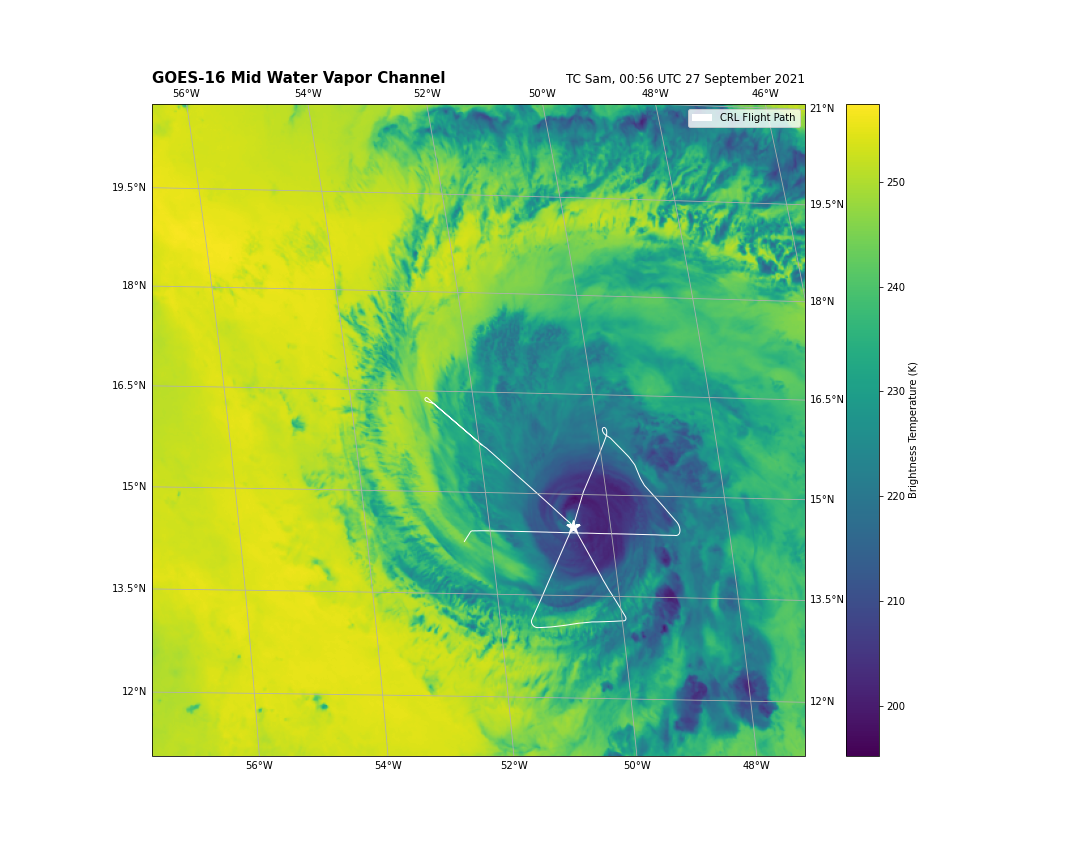 GOES-16 Mid Water Vapor Channel
TC Sam, 00:56 UTC 27 September 2021
56°W 54°W 52°W 50°W 48°W 46°W
21°N
CRL Flight Path
250
19.5°N
19.5°N
18°N
240
18°N
16.5°N
230
16.5°N
Brightness Temperature (K)
15°N
220
15°N
13.5°N
13.5°N
210
12°N
12°N
200
56°W 54°W 52°W 50°W 48°W